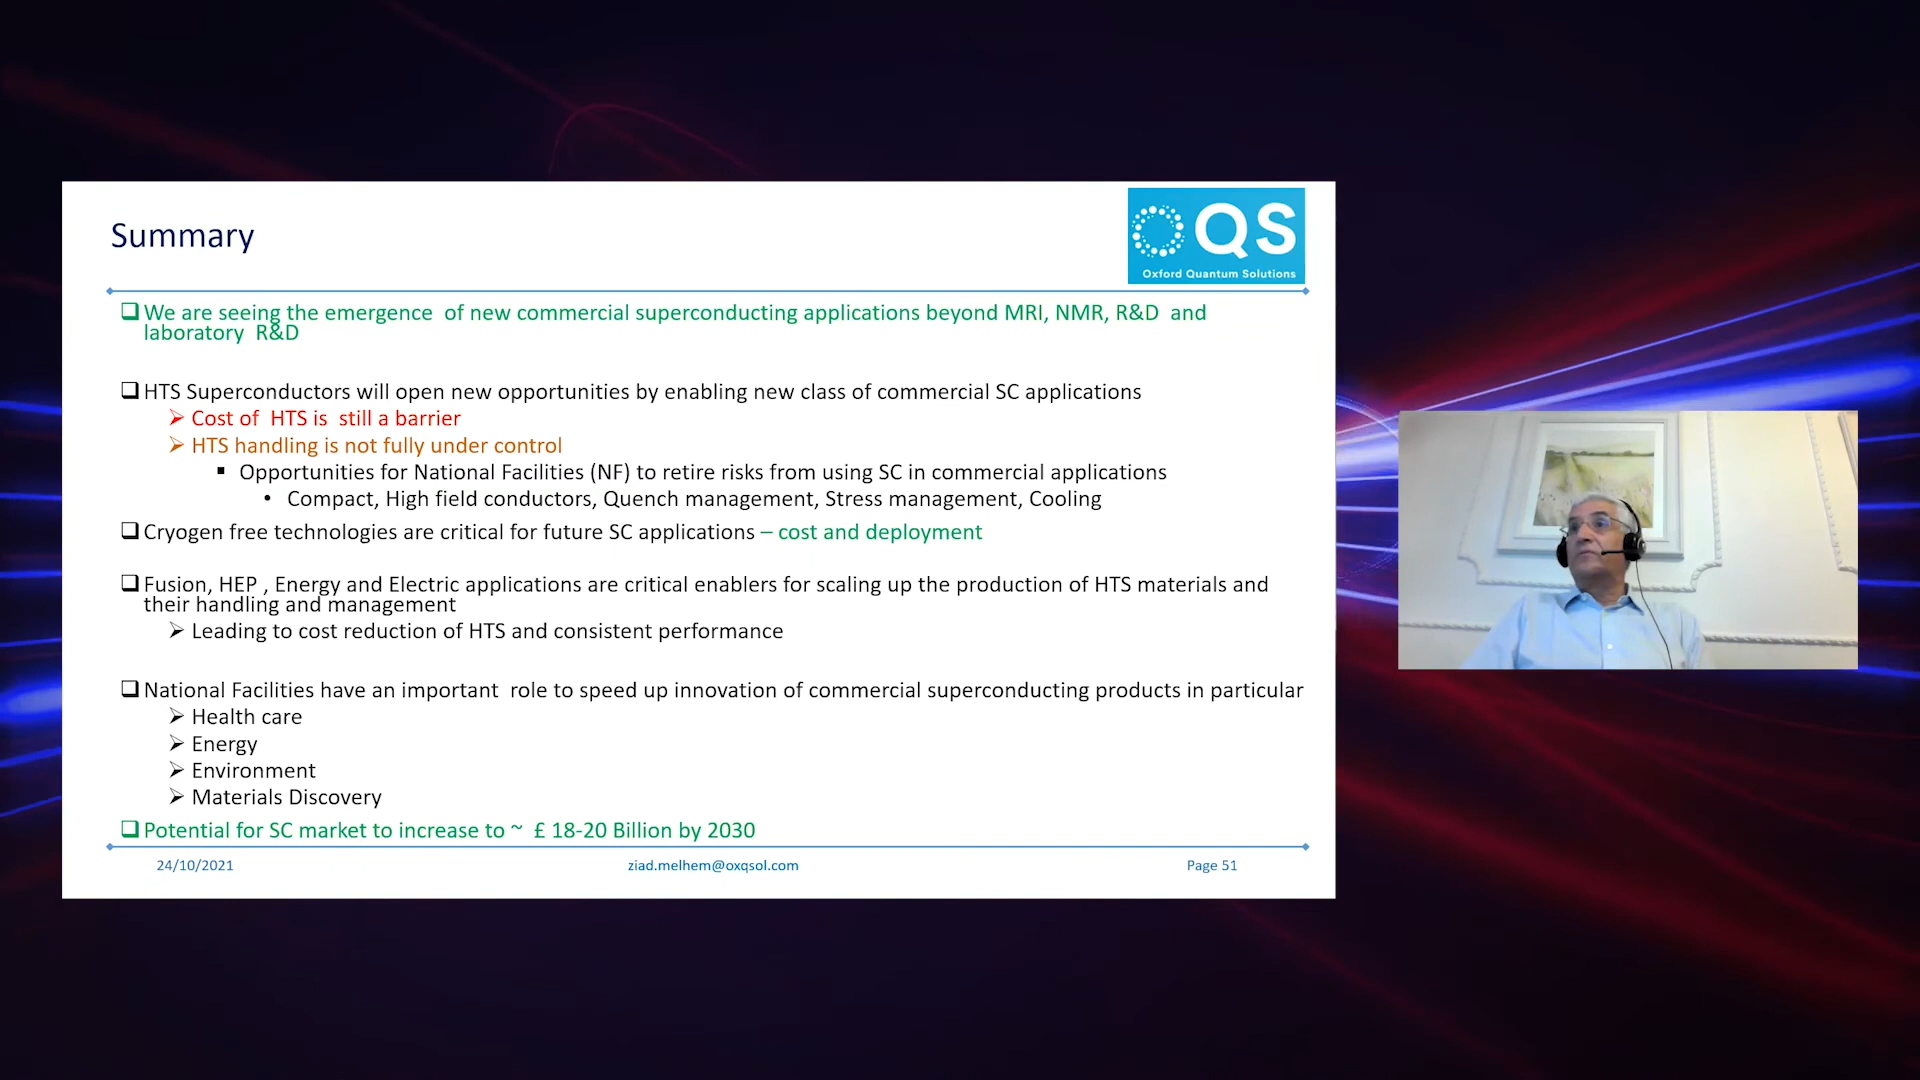 Summary
OQS
Oxford Quantum Solutions
We are seeing the emergence of new commercial superconducting applications beyond MRI, NMR, R&D and
laboratory R&D
HTS Superconductors will open new opportunities by enabling new class of commercial SC applications
Cost of HTS is still a barrier
HTS handling is not fully under control
Opportunities for National Facilities (NF) to retire risks from using SC in commercial applications
Compact, High field conductors, Quench management, Stress management, Cooling
Cryogen free technologies are critical for future SC applications – cost and deployment
Fusion, HEP , Energy and Electric applications are critical enablers for scaling up the production of HTS materials and
their handling and management
Leading to cost reduction of HTS and consistent performance
National Facilities have an important role to speed up innovation of commercial superconducting products in particular
Health care
Energy
Environment
Materials Discovery
Potential for SC market to increase to ~ £ 18-20 Billion by 2030
24/10/2021
ziad.melhem@oxqsol.com
Page 51